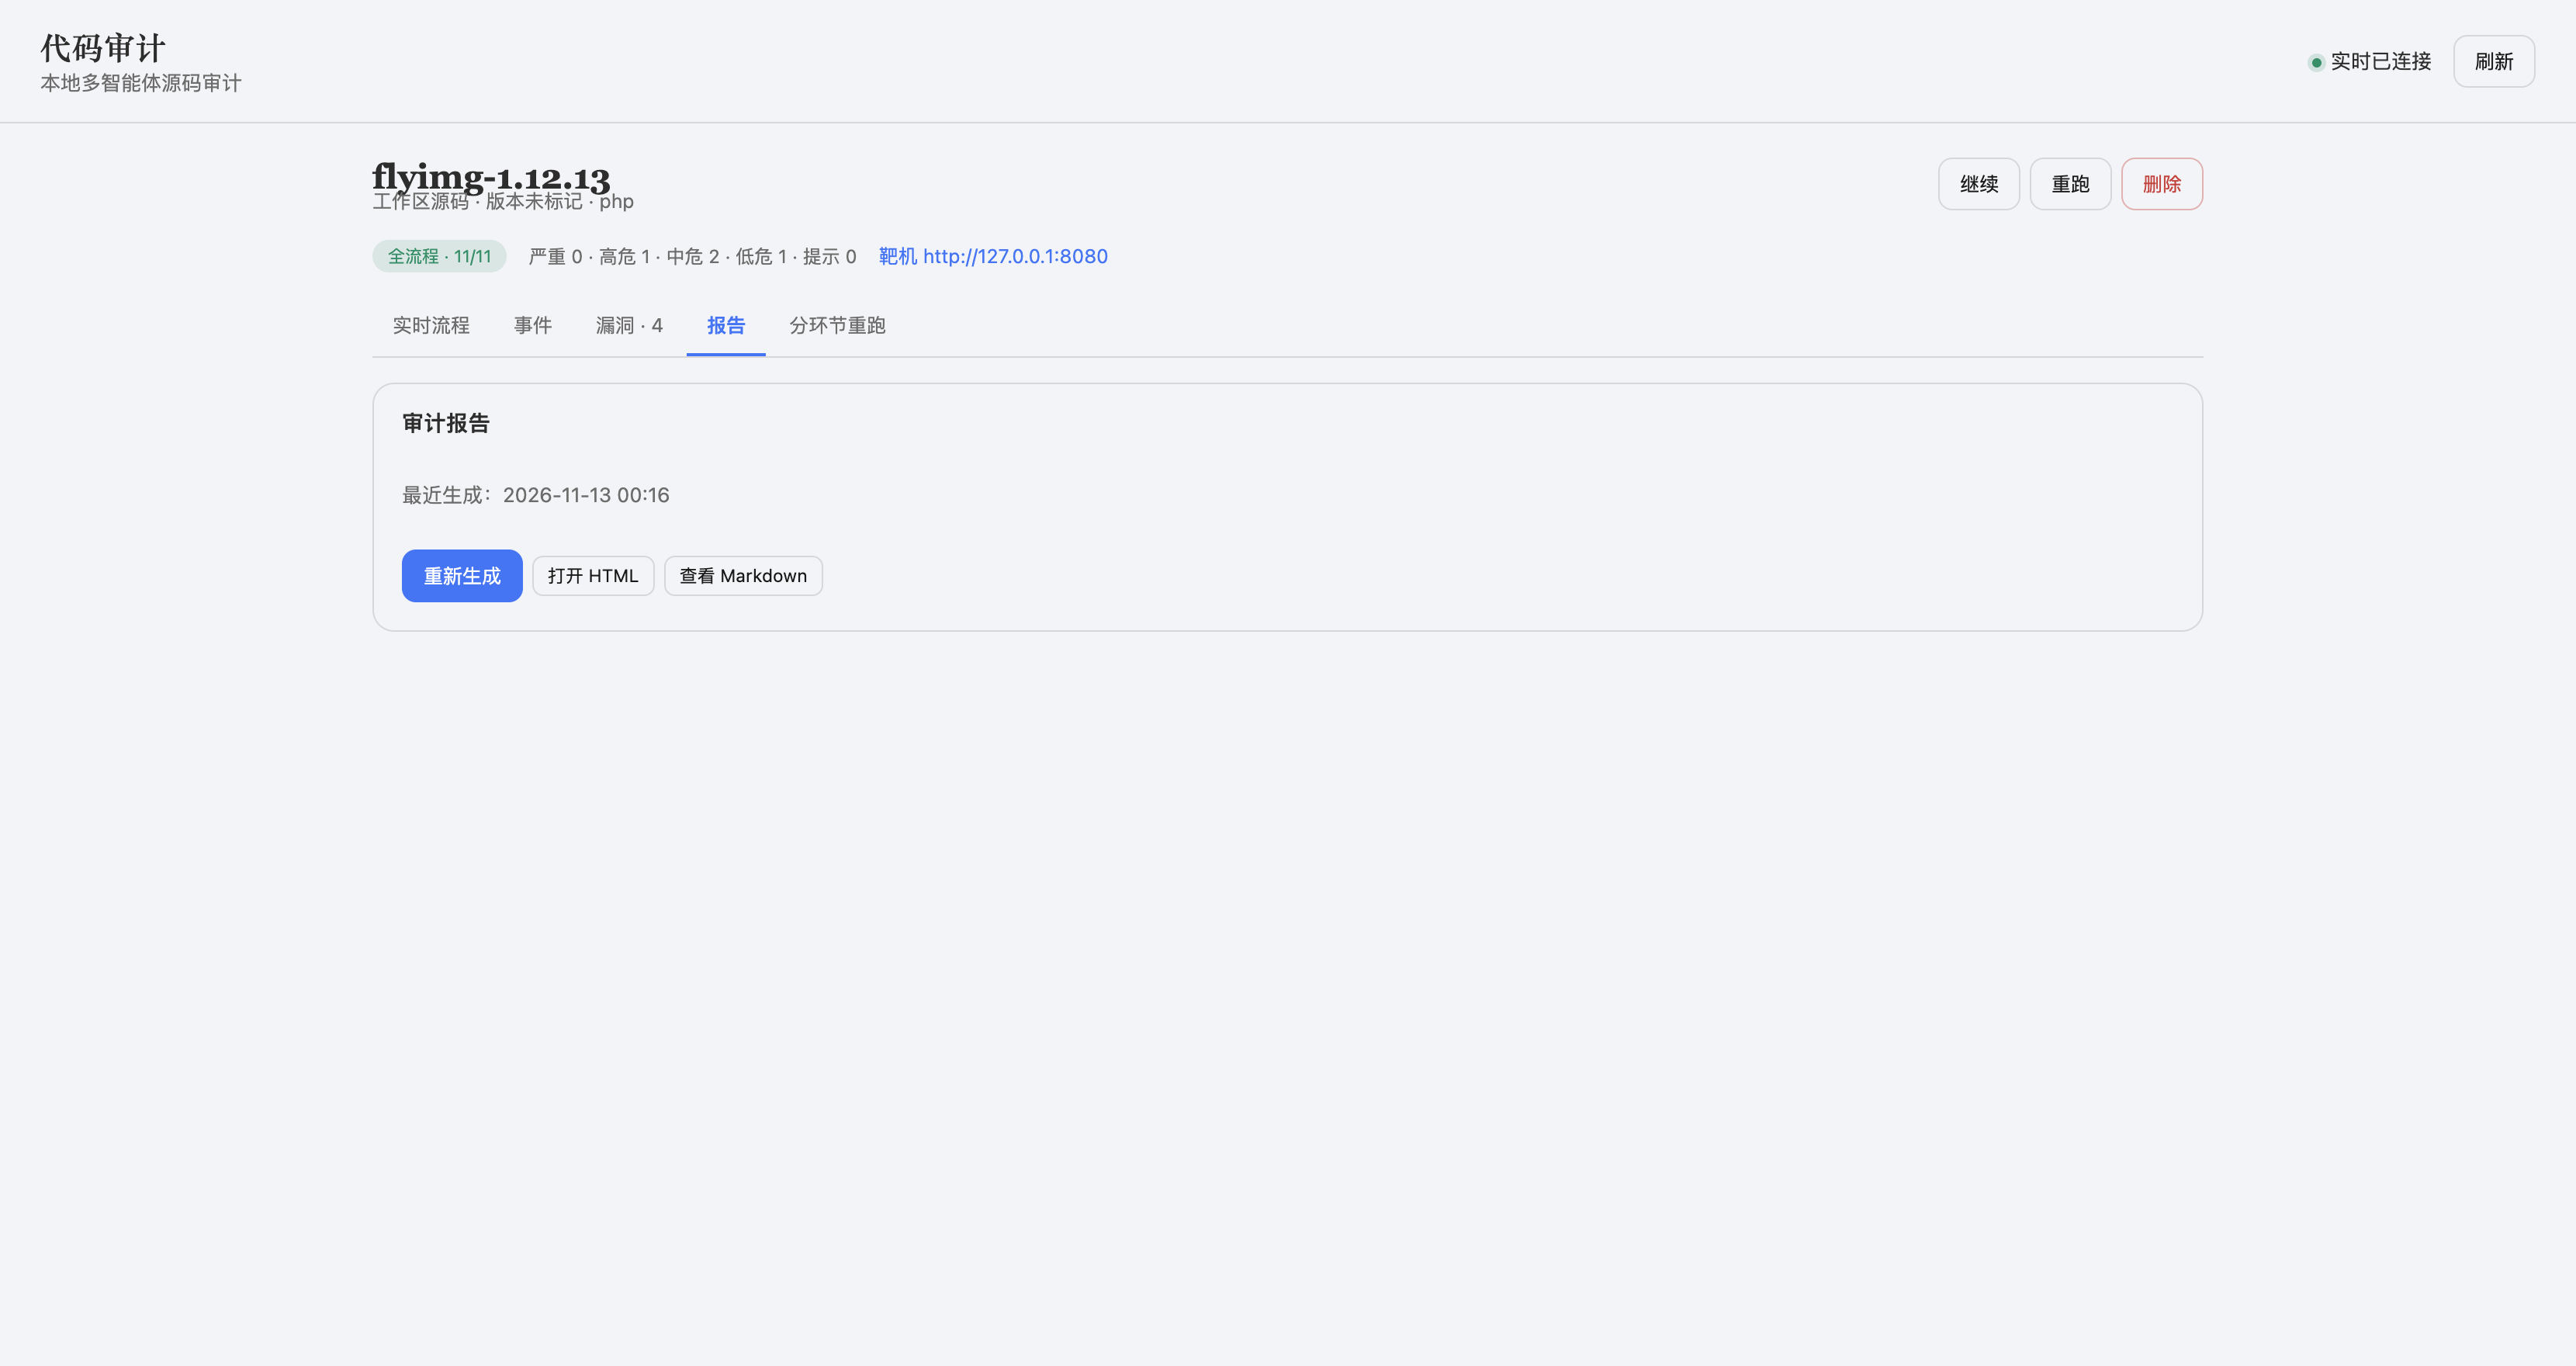 代码审计
本地多智能体源码审计
实时已连接 刷新
flyimg-1.12.13
工作区源码 · 版本未标记 · php
继续 重跑 删除
全流程 · 11/11 严重 0 · 高危 1 · 中危 2 · 低危 1 · 提示 0 靶机 http://127.0.0.1:8080
实时流程 事件 漏洞 · 4 报告 分环节重跑
审计报告
最近生成：2026-11-13 00:16
重新生成 打开 HTML 查看 Markdown